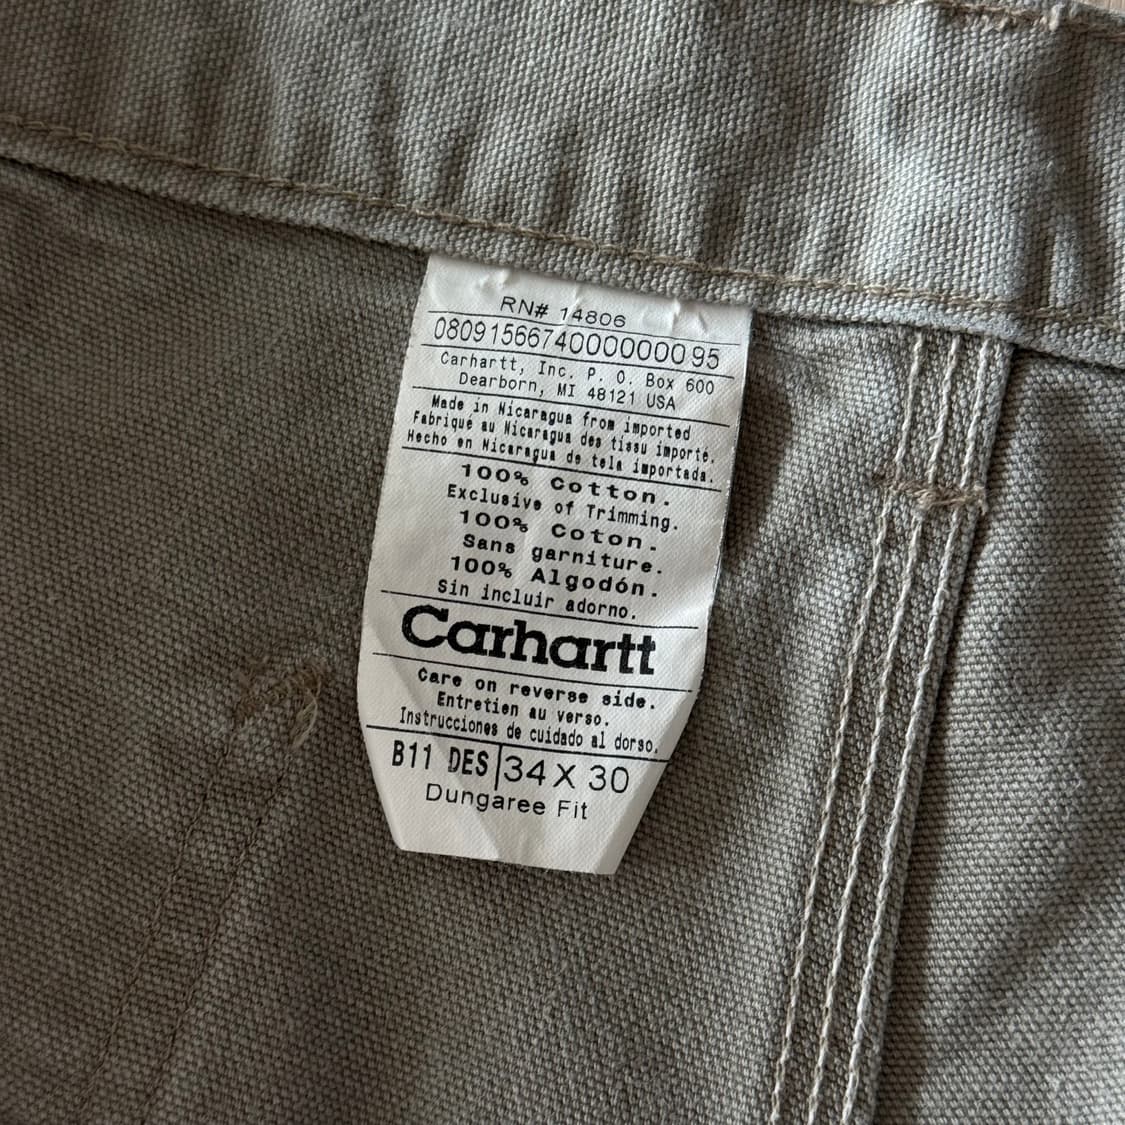 RN# 14806
0809156674000000095
Carhartt, Inc. P. O. Box 600
Dearborn, MI 48121 USA
Made in Nicaragua from imported
Fabriqué au Nicaragua des tissu importé.
Hecho en Nicaragua de tela importada.
100% Cotton.
Exclusive of Trimming.
100% Coton.
Sans garniture.
100% Algodón.
Sin incluir adorno.
Carhartt
Care on reverse side.
Entretien au verso.
Instrucciones de cuidado al dorso.
B11 DES 34 X 30
Dungaree Fit